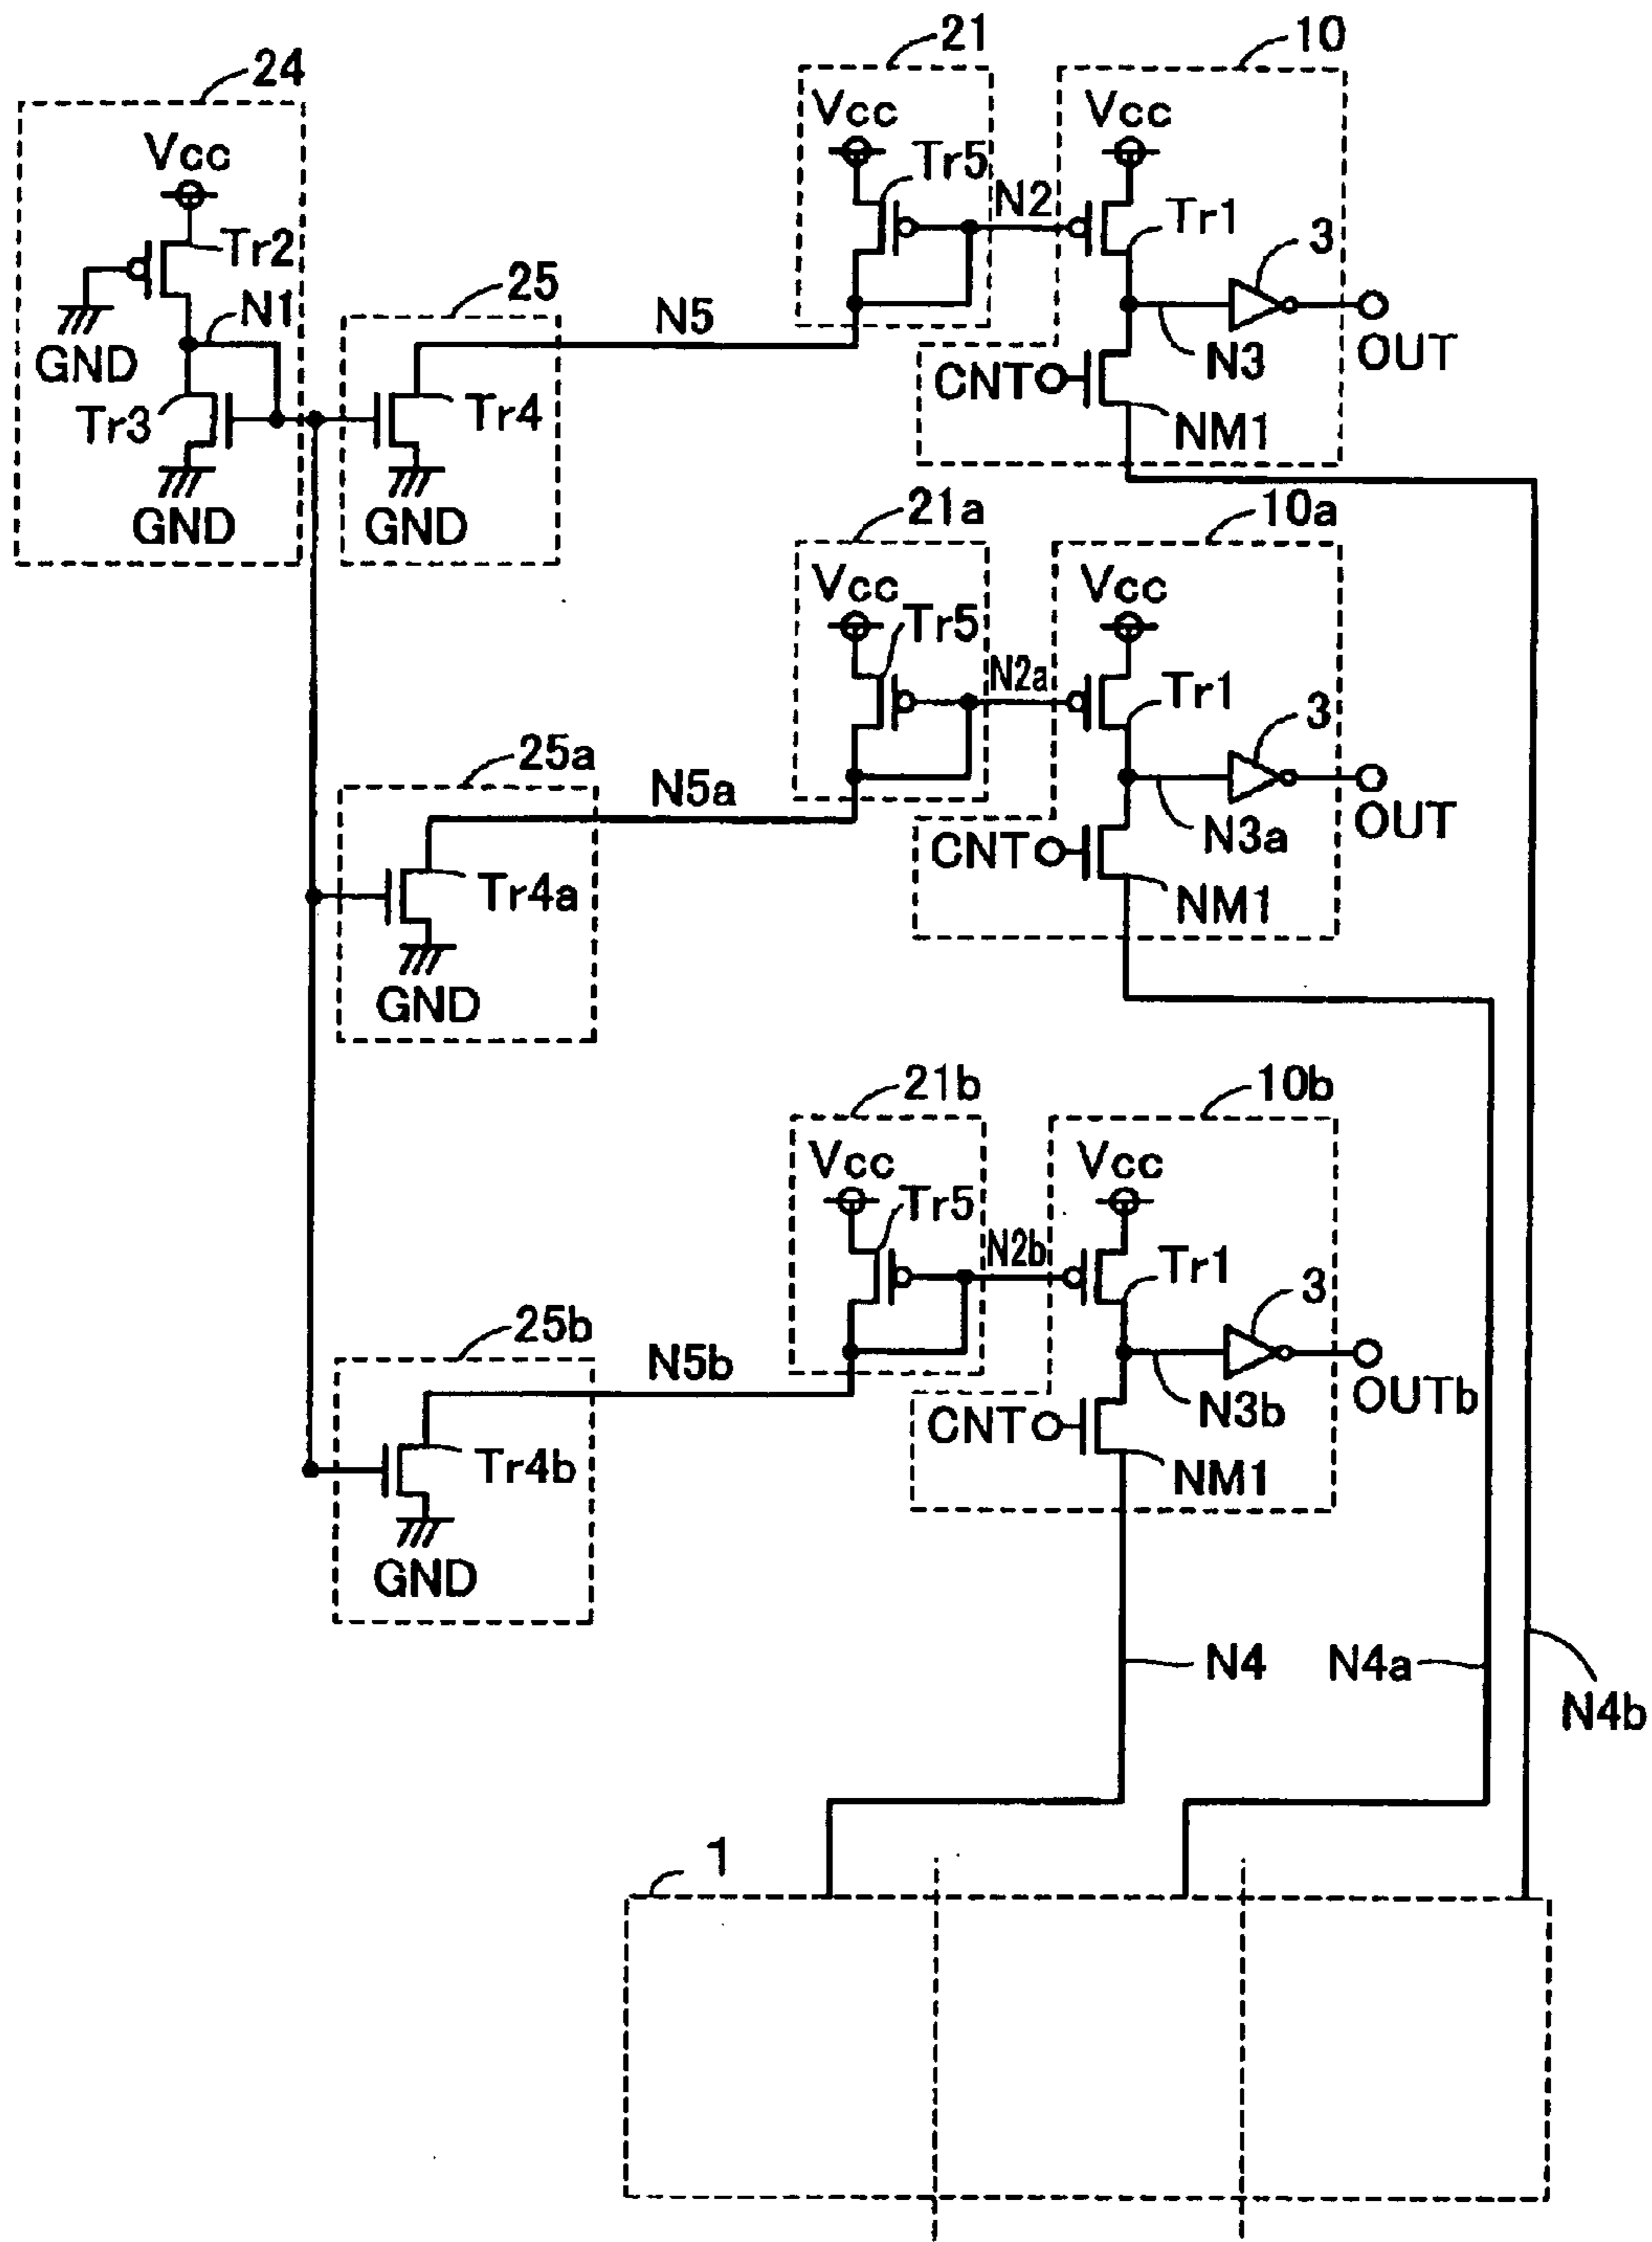 24
Vcc
Tr2
GND
N1
Tr3
GND
25
Tr4
GND
N5
21
Vcc
Tr5
N2
10
Vcc
Tr1
3
N3
OUT
CNT
NM1
25a
Tr4a
GND
N5a
21a
Vcc
Tr5
N2a
10a
Vcc
Tr1
3
N3a
OUT
CNT
NM1
25b
Tr4b
GND
N5b
21b
Vcc
Tr5
N2b
10b
Vcc
Tr1
3
N3b
OUTb
CNT
NM1
N4
N4a
N4b
1